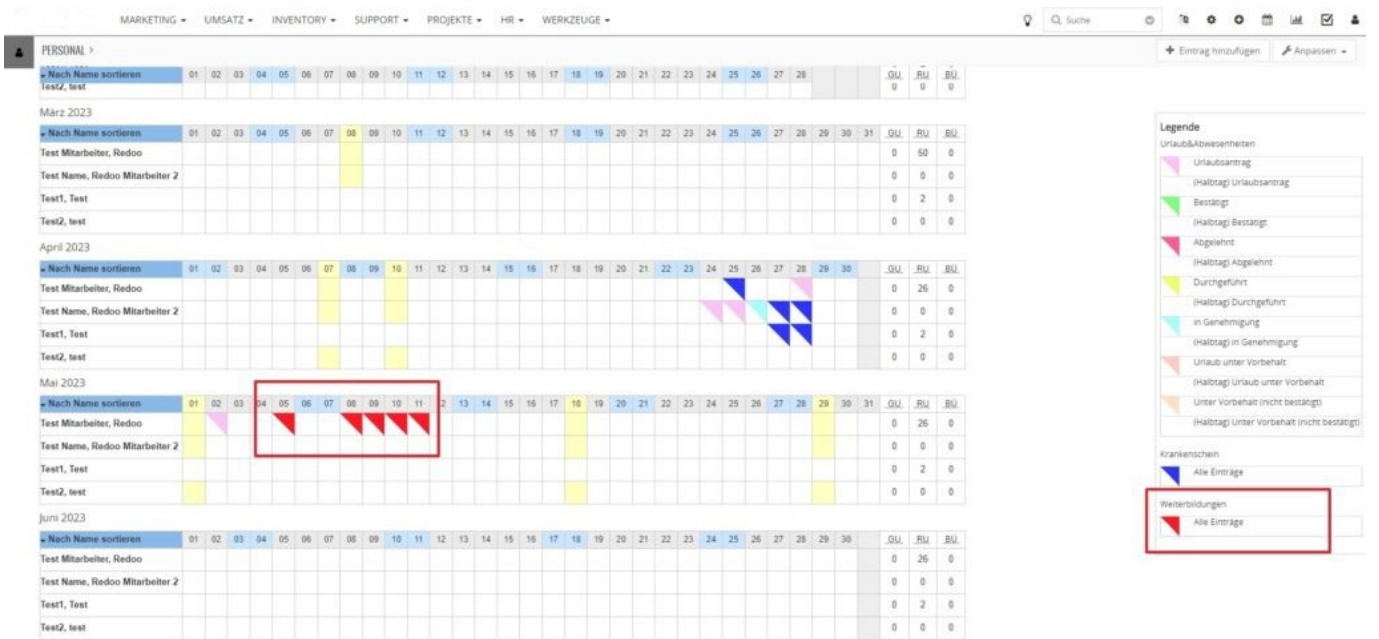 MARKETING UMSATZ INVENTORY SUPPORT PROJEKTE HR WERKZEUGE Suche
PERSONAL > Eintrag hinzufügen Anpassen
Nach Name sortieren 01 02 03 04 05 06 07 08 09 10 11 12 13 14 15 16 17 18 19 20 21 22 23 24 25 26 27 28 GU RU BÜ
Test2, test 0 0 0
März 2023
Nach Name sortieren 01 02 03 04 05 06 07 08 09 10 11 12 13 14 15 16 17 18 19 20 21 22 23 24 25 26 27 28 29 30 31 GU RU BÜ
Test Mitarbeiter, Redoo 0 50 0
Test Name, Redoo Mitarbeiter 2 0 0 0
Test1, Test 0 2 0
Test2, test 0 0 0
April 2023
Nach Name sortieren 01 02 03 04 05 06 07 08 09 10 11 12 13 14 15 16 17 18 19 20 21 22 23 24 25 26 27 28 29 30 GU RU BÜ
Test Mitarbeiter, Redoo 0 26 0
Test Name, Redoo Mitarbeiter 2 0 0 0
Test1, Test 0 2 0
Test2, test 0 0 0
Mai 2023
Nach Name sortieren 01 02 03 04 05 06 07 08 09 10 11 2 13 14 15 16 17 18 19 20 21 22 23 24 25 26 27 28 29 30 31 GU RU BÜ
Test Mitarbeiter, Redoo 0 26 0
Test Name, Redoo Mitarbeiter 2 0 0 0
Test1, Test 0 2 0
Test2, test 0 0 0
Juni 2023
Nach Name sortieren 01 02 03 04 05 06 07 08 09 10 11 12 13 14 15 16 17 18 19 20 21 22 23 24 25 26 27 28 29 30 GU RU BÜ
Test Mitarbeiter, Redoo 0 26 0
Test Name, Redoo Mitarbeiter 2 0 0 0
Test1, Test 0 2 0
Test2, test 0 0 0
Legende
Urlaub&Abwesenheiten
Urlaubsantrag
(Halbtag) Urlaubsantrag
Bestätigt
(Halbtag) Bestätigt
Abgelehnt
(Halbtag) Abgelehnt
Durchgeführt
(Halbtag) Durchgeführt
in Genehmigung
(Halbtag) in Genehmigung
Urlaub unter Vorbehalt
(Halbtag) Urlaub unter Vorbehalt
Unter Vorbehalt (nicht bestätigt)
(Halbtag) Unter Vorbehalt (nicht bestätigt)
Krankenschein
Alle Einträge
Weiterbildungen
Alle Einträge